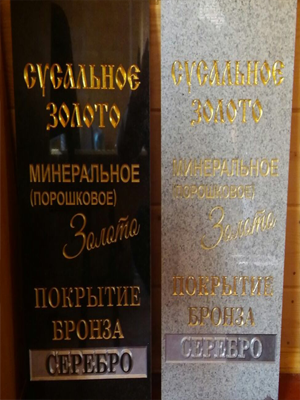 СУСАЛЬНОЕ
ЗОЛОТО
МИНЕРАЛЬНОЕ
(ПОРОШКОВОЕ)
Золото
ПОКРЫТИЕ
БРОНЗА
СЕРЕБРО
СУСАЛЬНОЕ
ЗОЛОТО
МИНЕРАЛЬНОЕ
(ПОРОШКОВОЕ)
Золото
ПОКРЫТИЕ
БРОНЗА
СЕРЕБРО